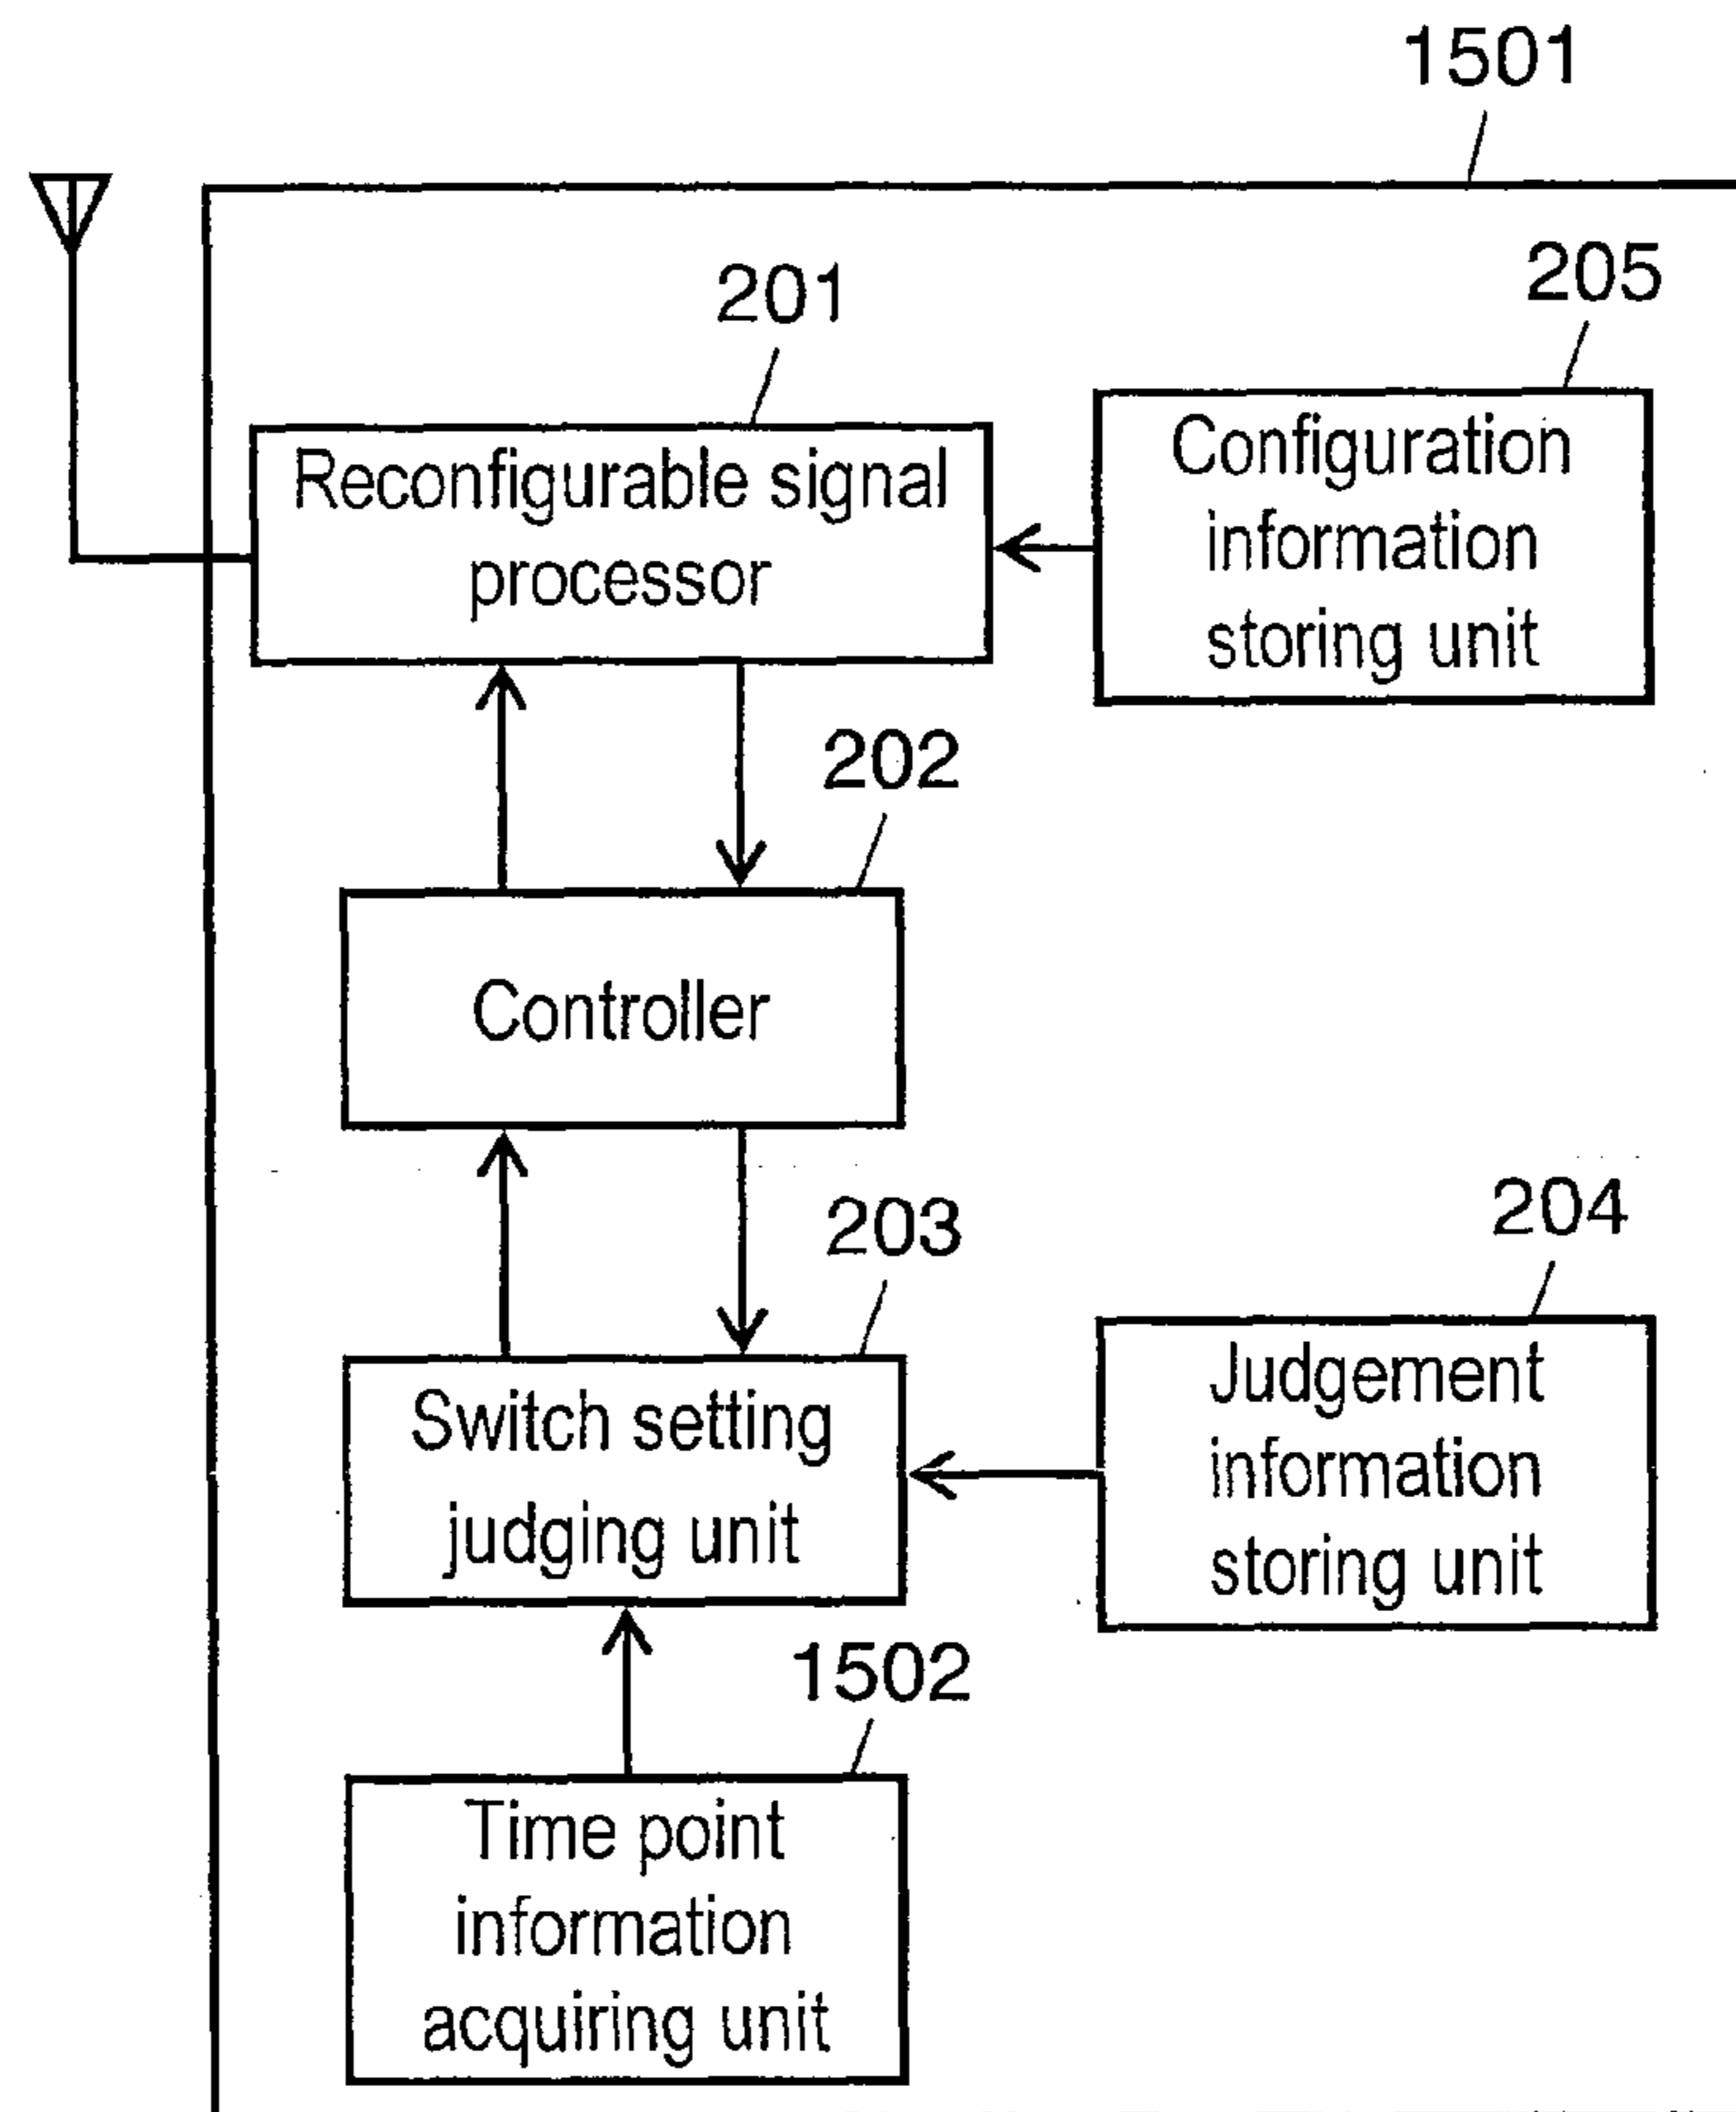 1501
205
201
Configuration
information
storing unit
Reconfigurable signal
processor
202
Controller
203
204
Switch setting
judging unit
Judgement
information
storing unit
1502
Time point
information
acquiring unit